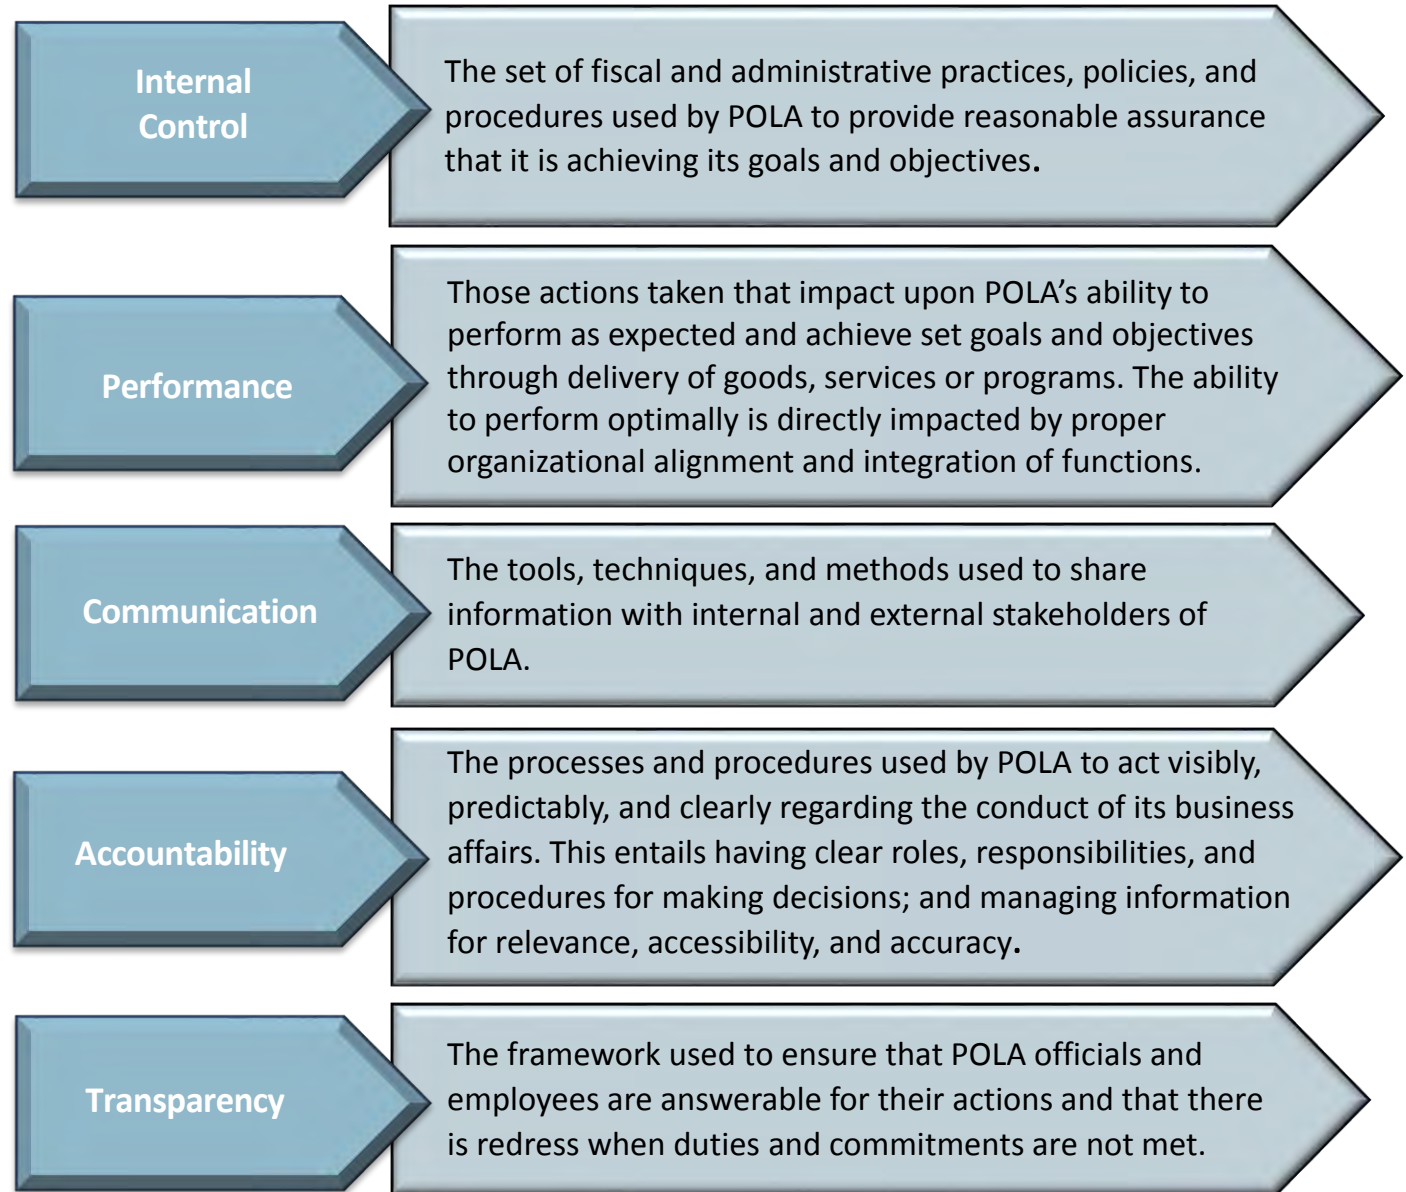 Internal
Control
The set of fiscal and administrative practices, policies, and
procedures used by POLA to provide reasonable assurance
that it is achieving its goals and objectives.
Performance
Those actions taken that impact upon POLA’s ability to
perform as expected and achieve set goals and objectives
through delivery of goods, services or programs. The ability
to perform optimally is directly impacted by proper
organizational alignment and integration of functions.
Communication
The tools, techniques, and methods used to share
information with internal and external stakeholders of
POLA.
Accountability
The processes and procedures used by POLA to act visibly,
predictably, and clearly regarding the conduct of its business
affairs. This entails having clear roles, responsibilities, and
procedures for making decisions; and managing information
for relevance, accessibility, and accuracy.
Transparency
The framework used to ensure that POLA officials and
employees are answerable for their actions and that there
is redress when duties and commitments are not met.